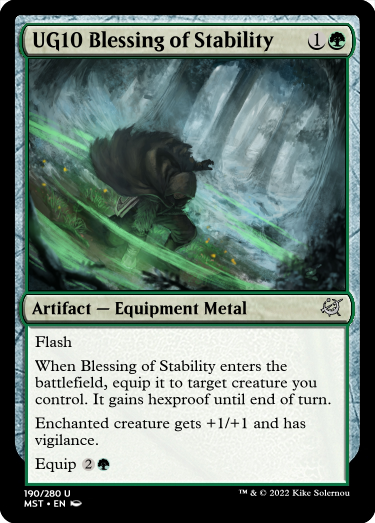 UG10 Blessing of Stability 1
Artifact — Equipment Metal
Flash
When Blessing of Stability enters the
battlefield, equip it to target creature you
control. It gains hexproof until end of turn.
Enchanted creature gets +1/+1 and has
vigilance.
Equip 2
190/280 U
MST • EN
™ & © 2022 Kike Solernou